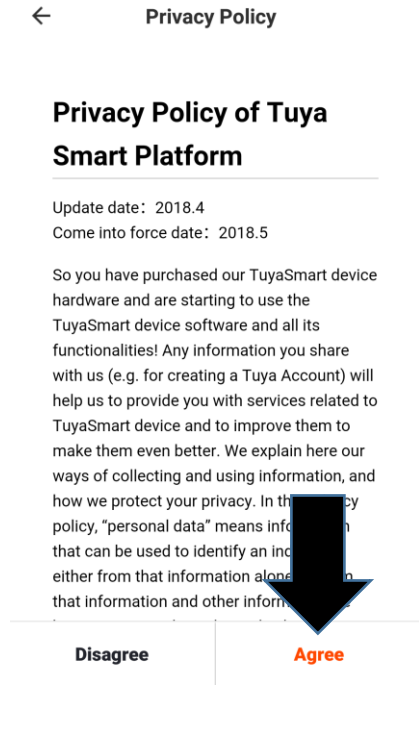 Privacy Policy
Privacy Policy of Tuya
Smart Platform
Update date： 2018.4
Come into force date： 2018.5
So you have purchased our TuyaSmart device
hardware and are starting to use the
TuyaSmart device software and all its
functionalities! Any information you share
with us (e.g. for creating a Tuya Account) will
help us to provide you with services related to
TuyaSmart device and to improve them to
make them even better. We explain here our
ways of collecting and using information, and
how we protect your privacy. In
policy, “personal data” means
that can be used to identify an
either from that information
that information and other
Disagree
Agree